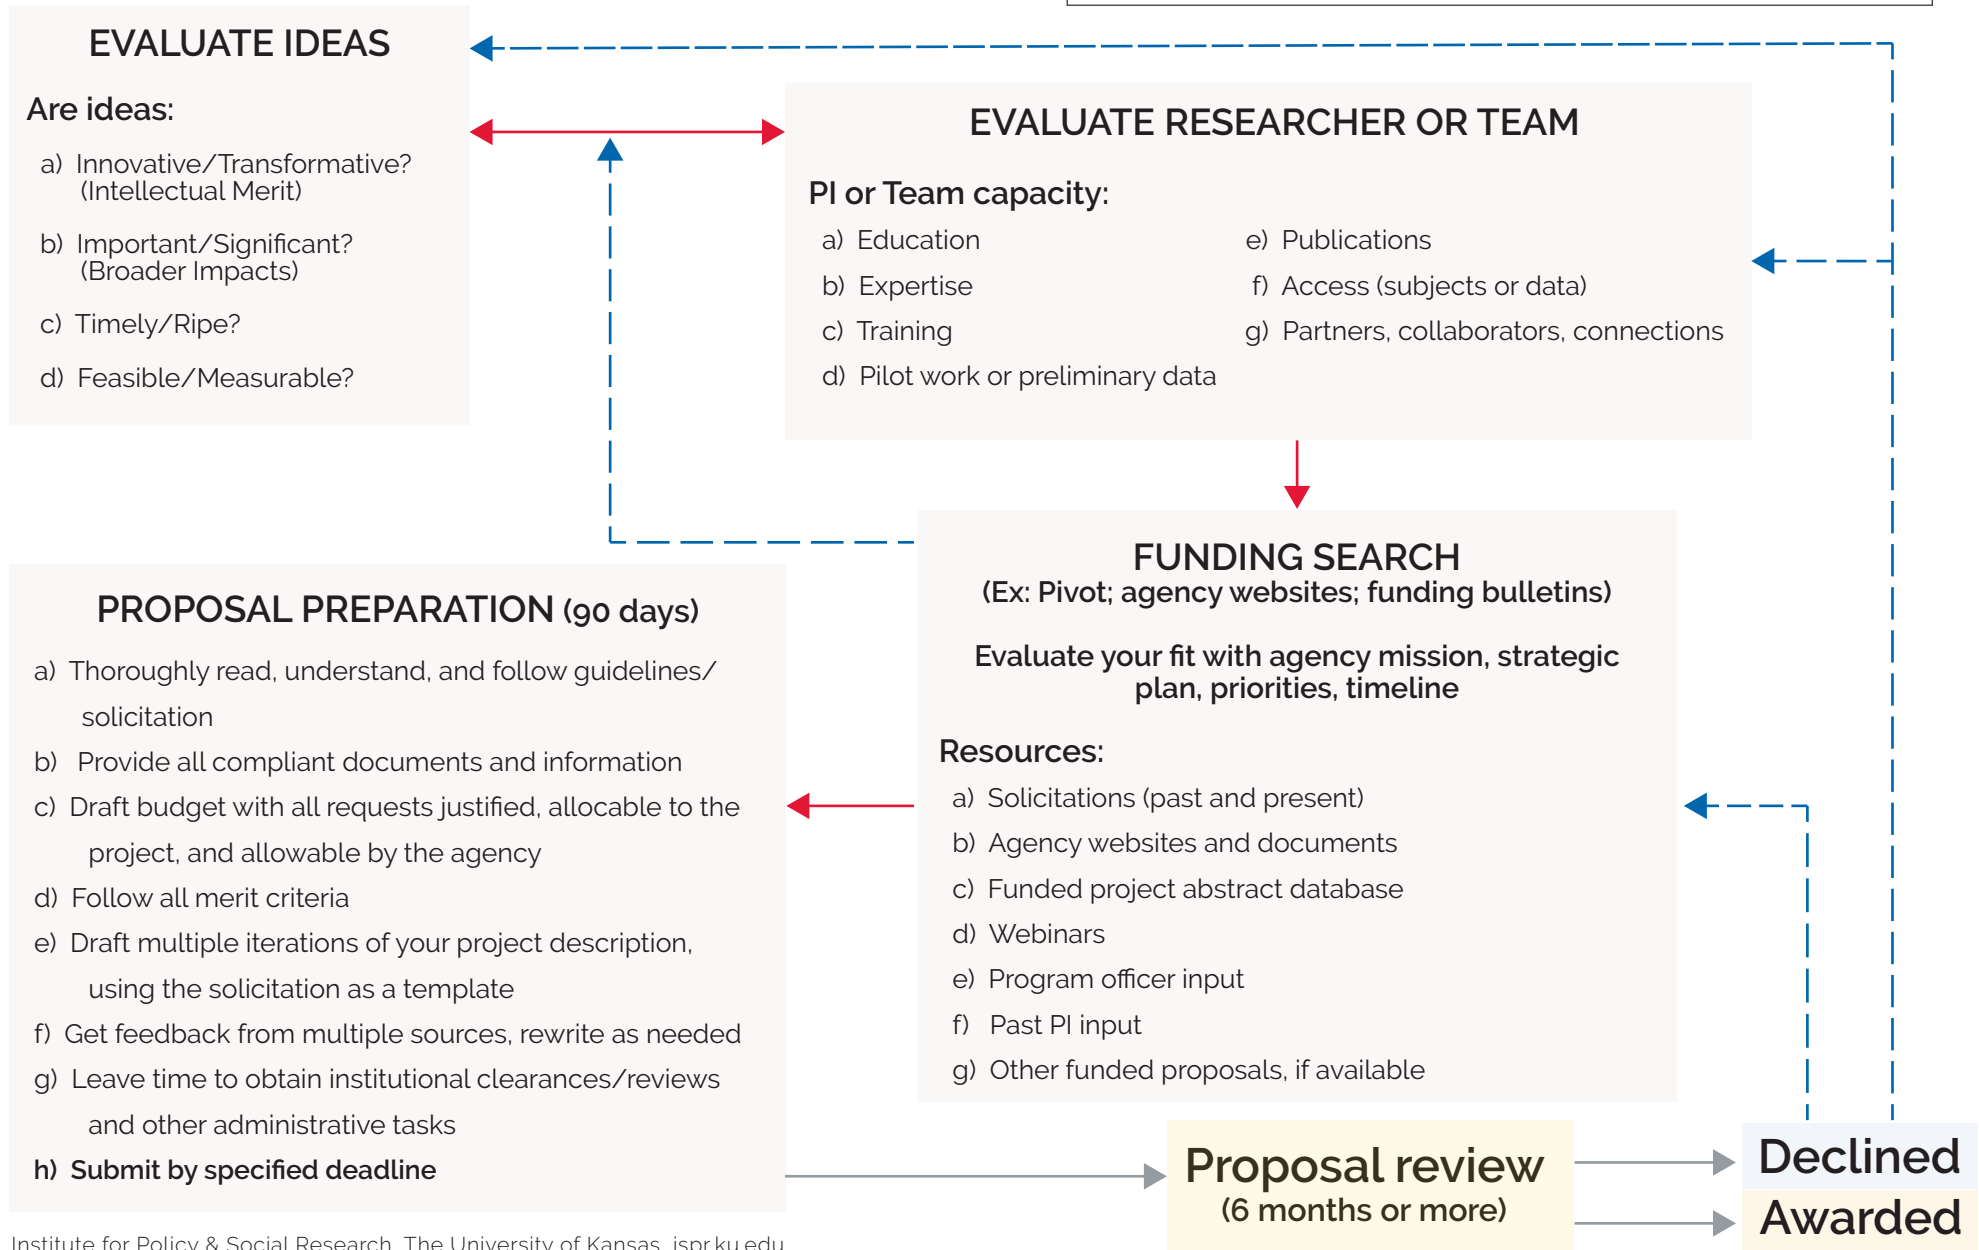 EVALUATE IDEAS
Are ideas:
a) Innovative/Transformative?
(Intellectual Merit)
b) Important/Significant?
(Broader Impacts)
c) Timely/Ripe?
d) Feasible/Measurable?
EVALUATE RESEARCHER OR TEAM
PI or Team capacity:
a) Education
b) Expertise
c) Training
d) Pilot work or preliminary data
e) Publications
f) Access (subjects or data)
g) Partners, collaborators, connections
FUNDING SEARCH
(Ex: Pivot; agency websites; funding bulletins)
Evaluate your fit with agency mission, strategic
plan, priorities, timeline
Resources:
a) Solicitations (past and present)
b) Agency websites and documents
c) Funded project abstract database
d) Webinars
e) Program officer input
f) Past PI input
g) Other funded proposals, if available
PROPOSAL PREPARATION (90 days)
a) Thoroughly read, understand, and follow guidelines/
solicitation
b) Provide all compliant documents and information
c) Draft budget with all requests justified, allocable to the
project, and allowable by the agency
d) Follow all merit criteria
e) Draft multiple iterations of your project description,
using the solicitation as a template
f) Get feedback from multiple sources, rewrite as needed
g) Leave time to obtain institutional clearances/reviews
and other administrative tasks
h) Submit by specified deadline
Proposal review
(6 months or more)
Declined
Awarded
Institute for Policy & Social Research, The University of Kansas, ispr.ku.edu